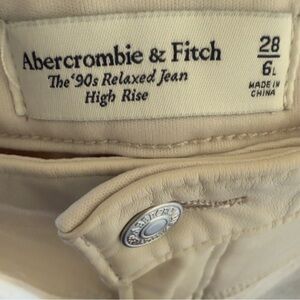 Abercrombie & Fitch
The '90s Relaxed Jean
High Rise
28
6L
MADE IN
CHINA